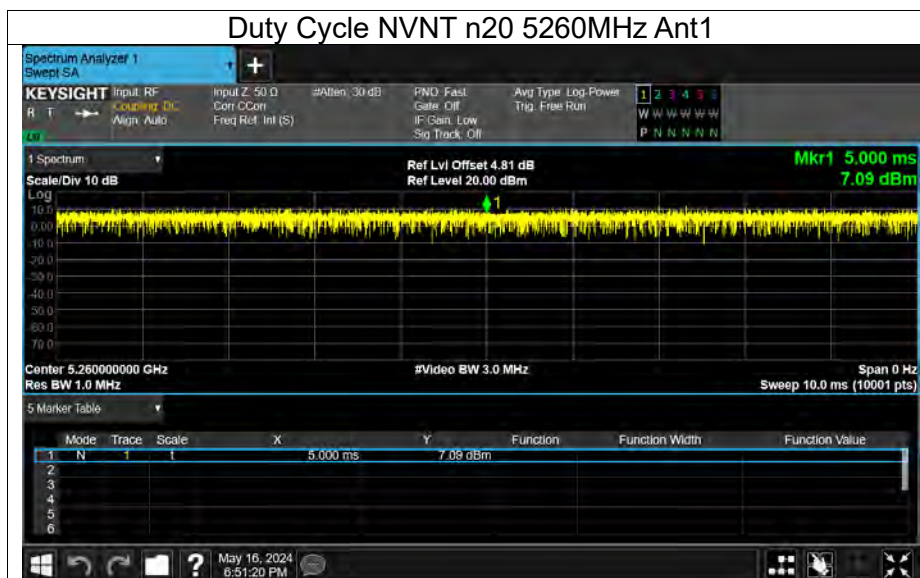 Duty Cycle NVNT n20 5260MHz Ant1
Spectrum Analyzer 1
Swept SA
+
KEYSIGHT Input: RF Input Z: 50 Ω #Atten: 30 dB PNO: Fast Avg Type: Log-Power 1 2 3 4 5 6
R T Coupling: DC Corr CCorr Gate: Off Trig: Free Run W W W W W W
Align: Auto Freq Ref: Int (S) IF Gain: Low
Sig Track: Off P N N N N N
1 Spectrum Ref Lvl Offset 4.81 dB Mkr1 5.000 ms
Scale/Div 10 dB Ref Level 20.00 dBm 7.09 dBm
Log
10.0
1
0.00
-10.0
-20.0
-30.0
-40.0
-50.0
-60.0
-70.0
Center 5.260000000 GHz #Video BW 3.0 MHz Span 0 Hz
Res BW 1.0 MHz Sweep 10.0 ms (10001 pts)
5 Marker Table
Mode Trace Scale X Y Function Function Width Function Value
1 N 1 t 5.000 ms 7.09 dBm
2
3
4
5
6
? May 16, 2024
6:51:20 PM